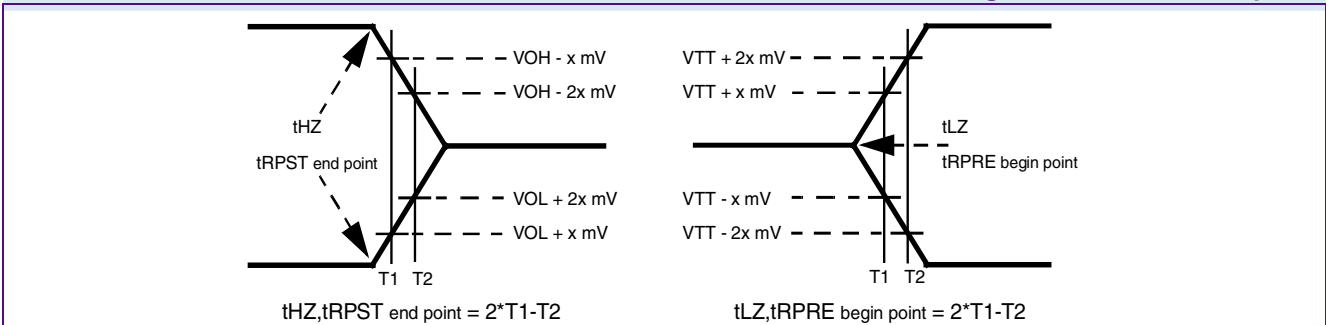 VOH - x mV
VOH - 2x mV
tHZ
tRPST end point
VOL + 2x mV
VOL + x mV
T1 T2
tHZ,tRPST end point = 2*T1-T2
VTT + 2x mV
VTT + x mV
tLZ
tRPRE begin point
VTT - x mV
VTT - 2x mV
T1 T2
tLZ,tRPRE begin point = 2*T1-T2